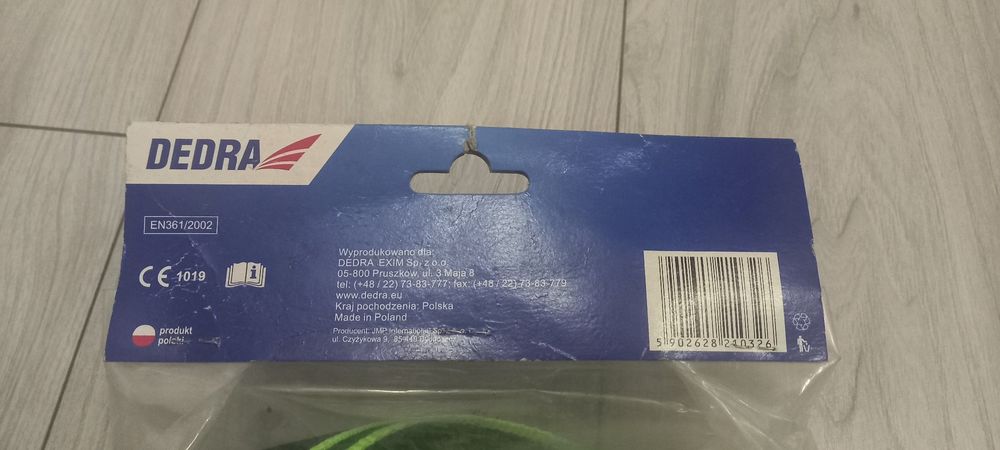 DEDRA
EN361/2002
CE 1019
produkt
polski
Wyprodukowano dla:
DEDRA EXIM Sp. z o.o.
05-800 Pruszków, ul. 3 Maja 8
tel: (+48 / 22) 73-83-777; fax: (+48 / 22) 73-83-779
www.dedra.eu
Kraj pochodzenia: Polska
Made in Poland
Producent: JMP International Sp.
ul. Czyżykowa 9,
5 902628 210326